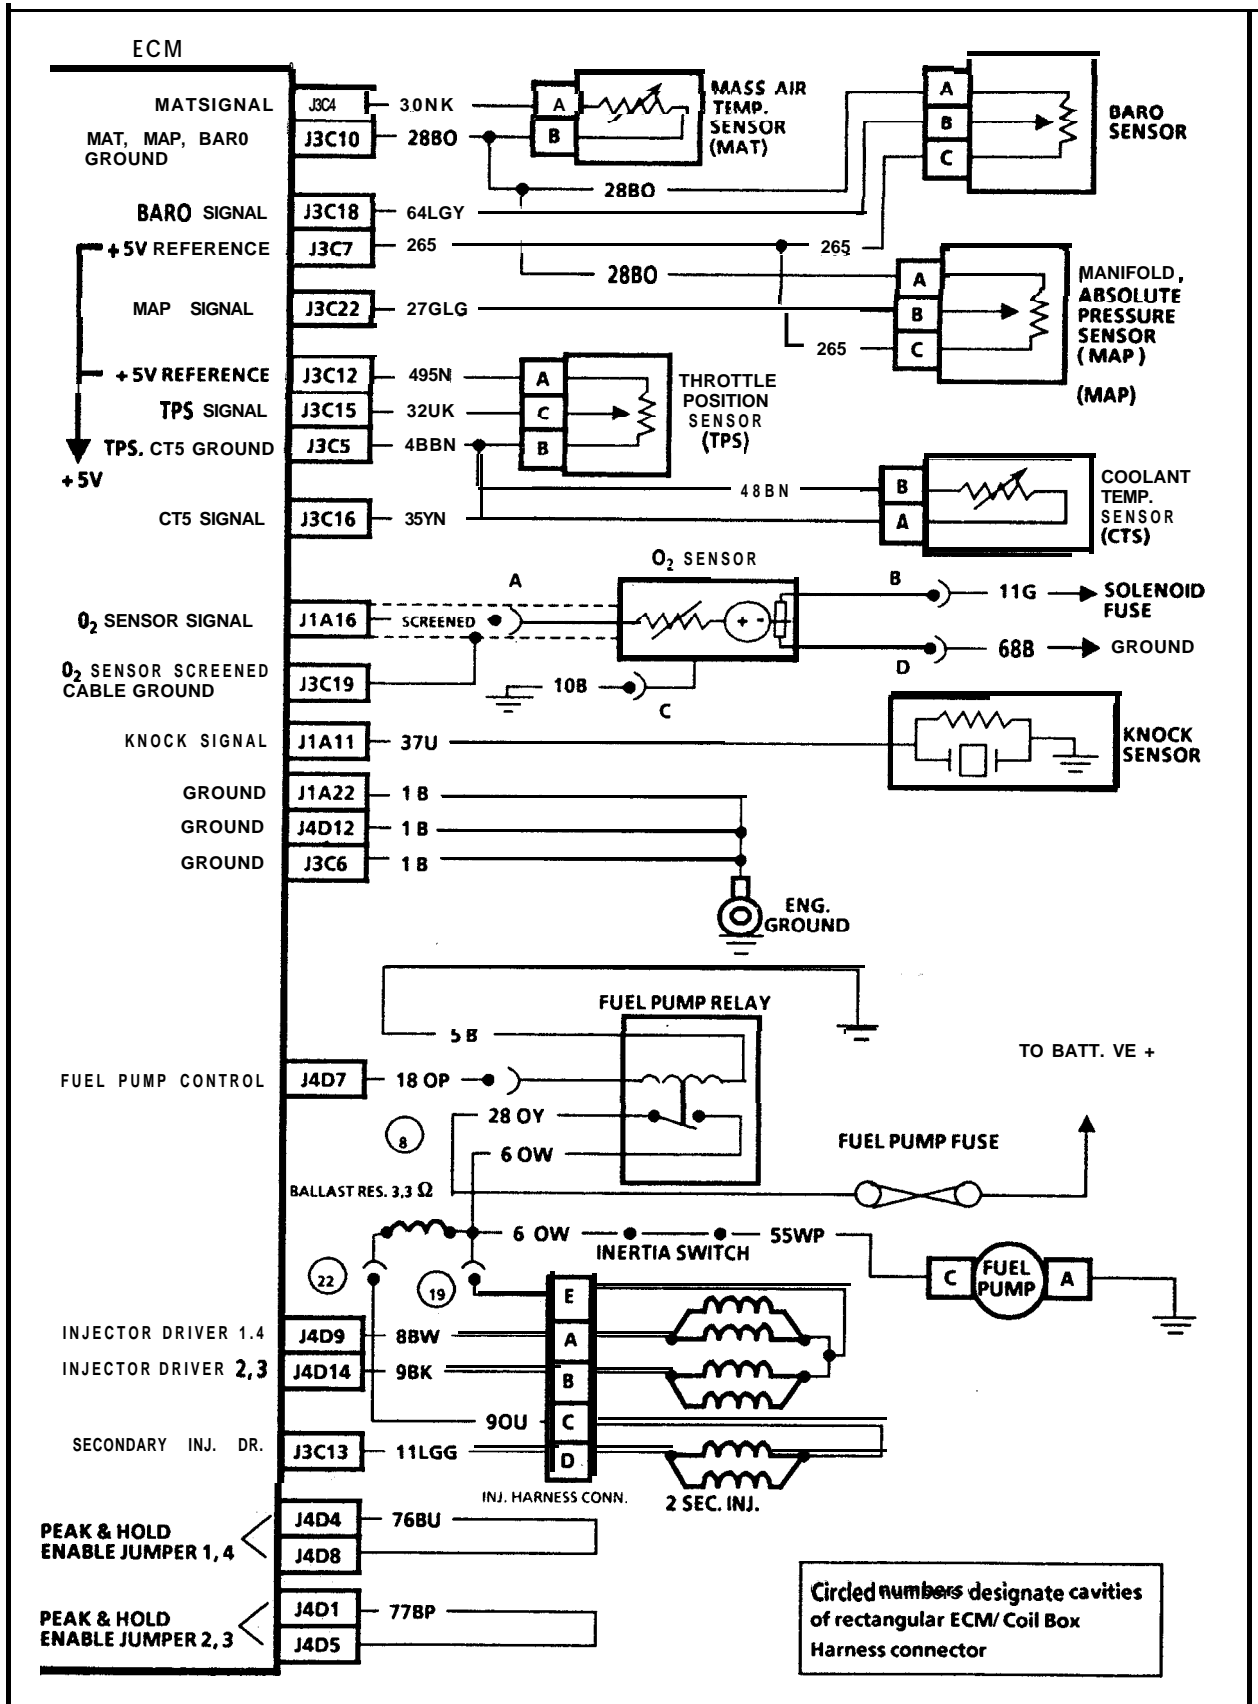 ECM
MATSIGNAL J3C4 30NK A MASS AIR TEMP. SENSOR (MAT)
MAT, MAP, BAR0 GROUND J3C10 28BO B
28BO
A B C BARO SENSOR
BARO SIGNAL J3C18 64LGY
+ 5V REFERENCE J3C7 265 265
28BO
MAP SIGNAL J3C22 27GLG
A B C MANIFOLD, ABSOLUTE PRESSURE SENSOR (MAP)
(MAP)
265
+ 5V REFERENCE J3C12 495N A
TPS SIGNAL J3C15 32UK C
TPS. CT5 GROUND J3C5 4BBN B
THROTTLE POSITION SENSOR (TPS)
+ 5V
48BN B
CT5 SIGNAL J3C16 35YN A
COOLANT TEMP. SENSOR (CTS)
O2 SENSOR
A
B 11G SOLENOID FUSE
O2 SENSOR SIGNAL J1A16 SCREENED + -
D 68B GROUND
O2 SENSOR SCREENED CABLE GROUND J3C19
10B C
KNOCK SIGNAL J1A11 37U KNOCK SENSOR
GROUND J1A22 1 B
GROUND J4D12 1 B
GROUND J3C6 1 B
ENG. GROUND
FUEL PUMP RELAY
5 B
TO BATT. VE +
FUEL PUMP CONTROL J4D7 18 OP
28 OY
8
6 OW
FUEL PUMP FUSE
BALLAST RES. 3,3 Ω
6 OW INERTIA SWITCH 55WP
22
19
C FUEL PUMP A
E
INJECTOR DRIVER 1.4 J4D9 8BW A
INJECTOR DRIVER 2,3 J4D14 9BK B
90U C
SECONDARY INJ. DR. J3C13 11LGG D
INJ. HARNESS CONN.
2 SEC. INJ.
PEAK & HOLD ENABLE JUMPER 1, 4 J4D4 76BU
J4D8
PEAK & HOLD ENABLE JUMPER 2, 3 J4D1 77BP
J4D5
Circled numbers designate cavities
of rectangular ECM/ Coil Box
Harness connector